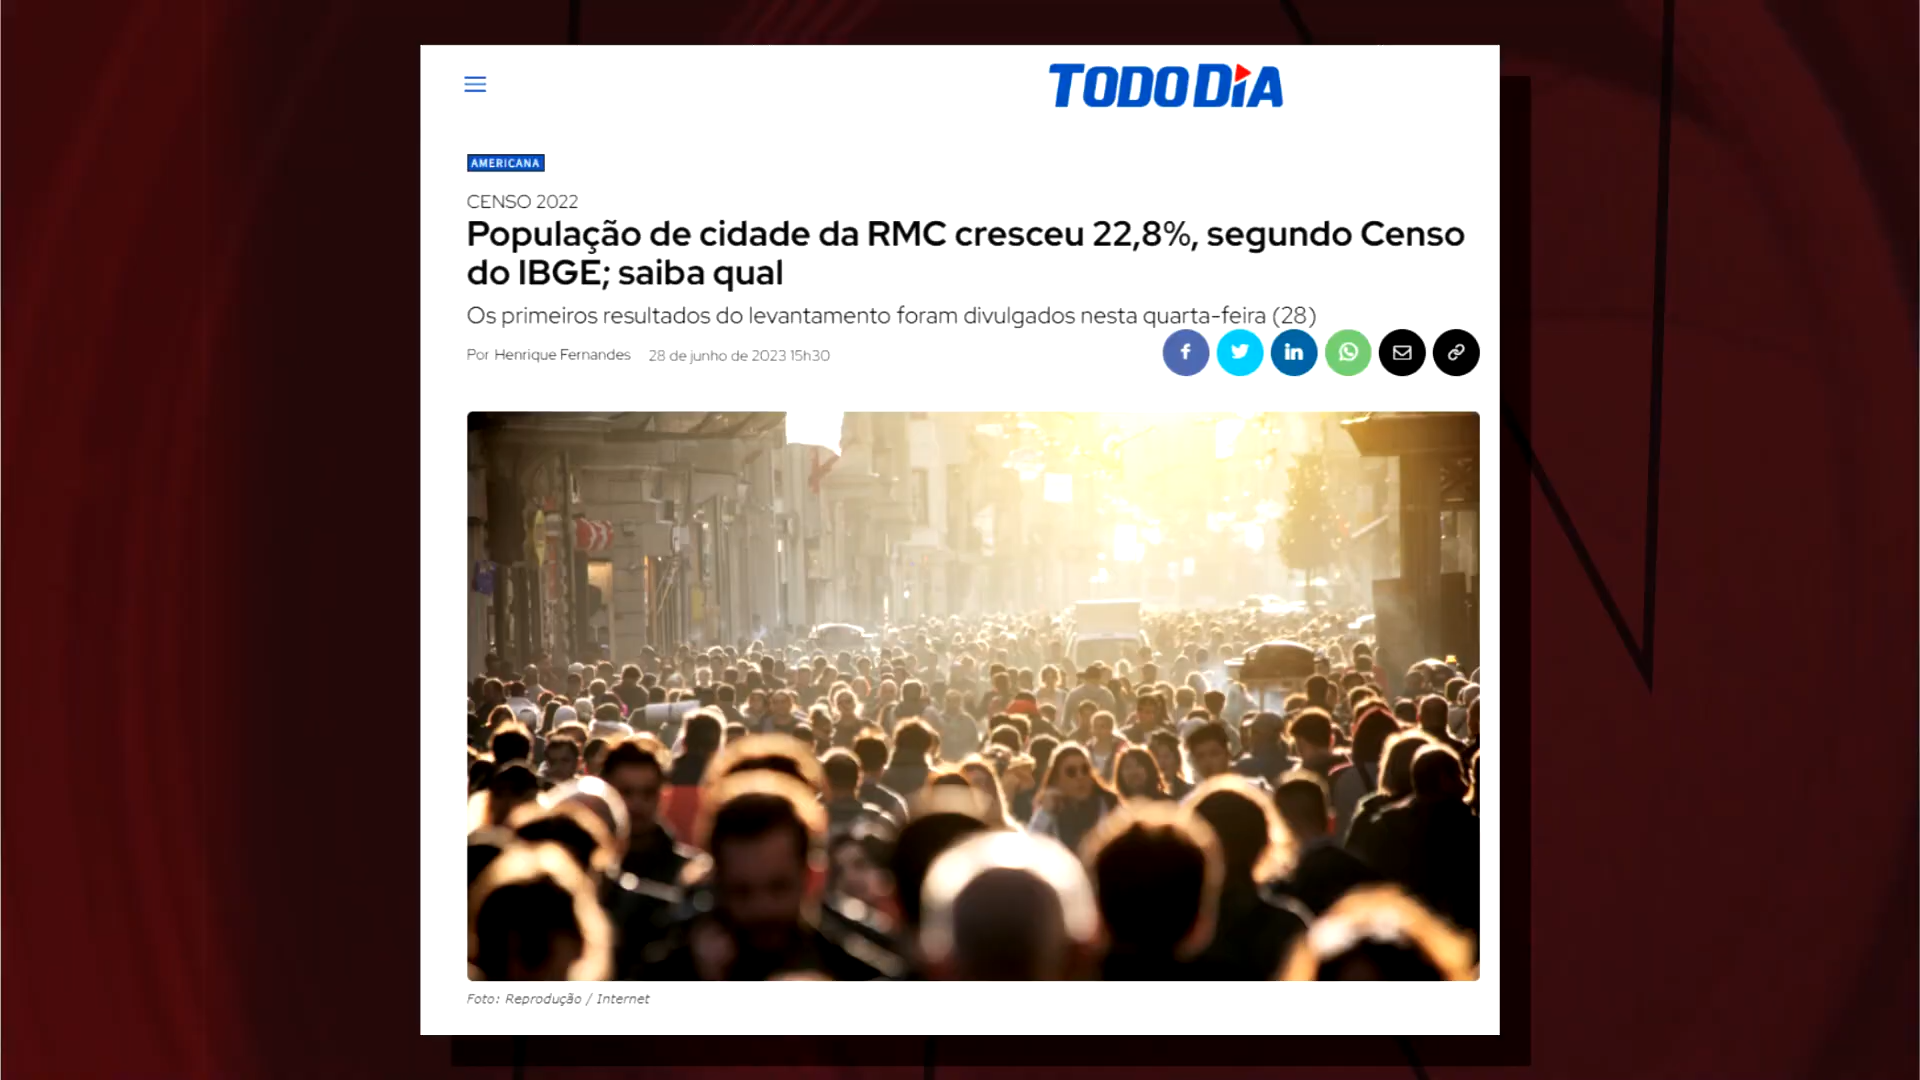 TODODIA
AMERICANA
CENSO 2022
População de cidade da RMC cresceu 22,8%, segundo Censo
do IBGE; saiba qual
Os primeiros resultados do levantamento foram divulgados nesta quarta-feira (28)
Por Henrique Fernandes 28 de junho de 2023 15h30
Foto: Reprodução / Internet